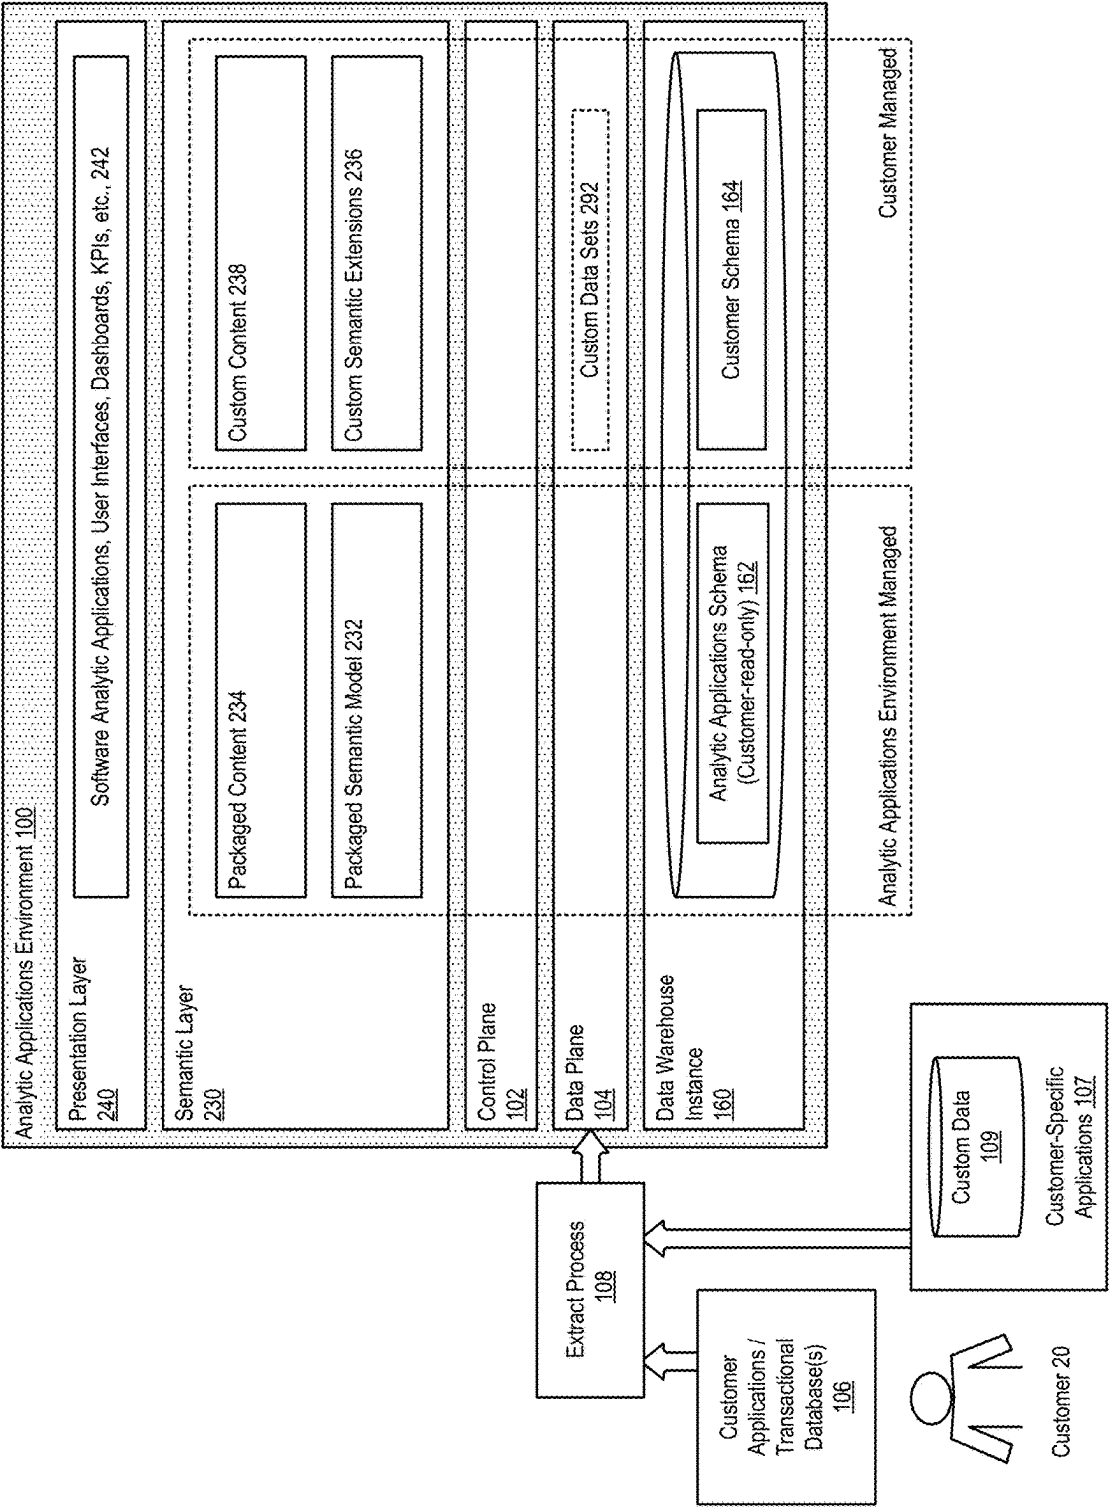 Analytic Applications Environment 100
Presentation Layer
240
Software Analytic Applications, User Interfaces, Dashboards, KPIs, etc., 242
Semantic Layer
230
Packaged Content 234
Custom Content 238
Packaged Semantic Model 232
Custom Semantic Extensions 236
Control Plane
102
Data Plane
104
Custom Data Sets 292
Data Warehouse
Instance
160
Analytic Applications Schema
(Customer-read-only) 162
Customer Schema 164
Analytic Applications Environment Managed
Customer Managed
Extract Process
108
Customer
Applications /
Transactional
Database(s)
106
Custom Data
109
Customer-Specific
Applications 107
Customer 20